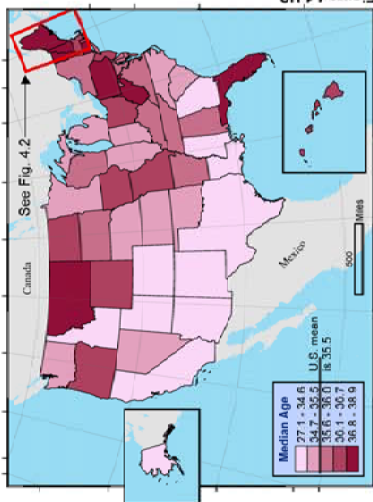 See Fig. 4.2
Canada
Mexico
500
Miles
Median Age
27.1 - 34.6
34.7 - 35.5
35.6 - 36.0
36.1 - 36.7
36.8 - 38.9
U.S. mean
is 35.5